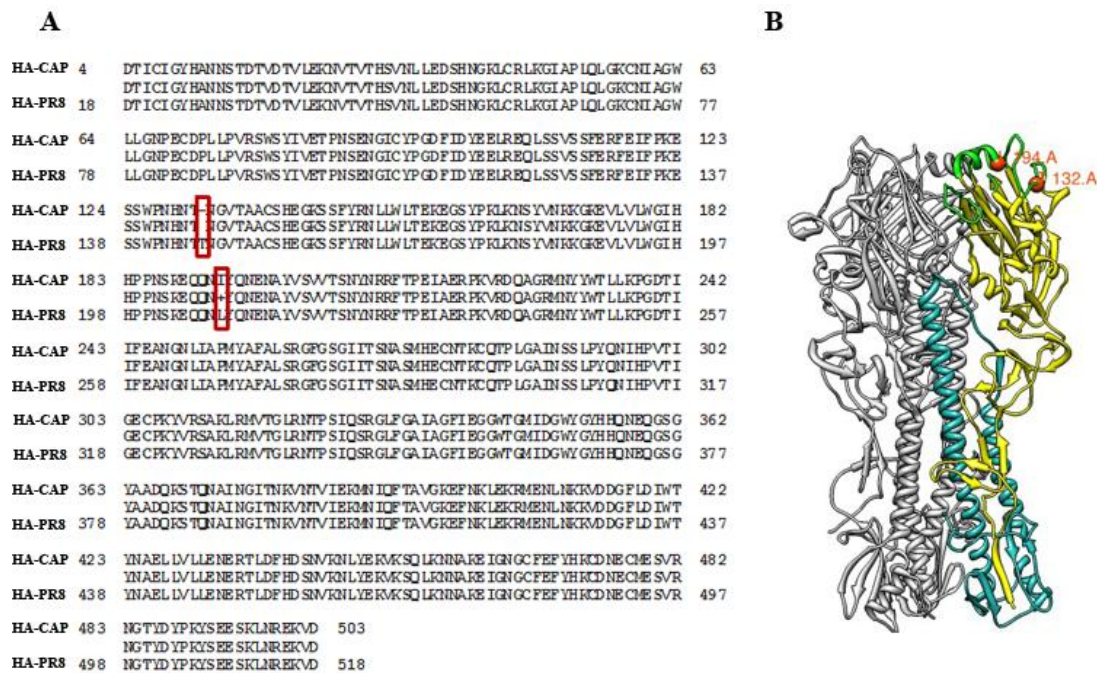 A
B
HA-CAP 4 DTICIGYHANNSTDTVDTVLEKNVTVTHSVNLLEDSHNGKLCRLKGIAPLQLGKCNIAGW 63
DTICIGYHANNSTDTVDTVLEKNVTVTHSVNLLEDSHNGKLCRLKGIAPLQLGKCNIAGW
HA-PR8 18 DTICIGYHANNSTDTVDTVLEKNVTVTHSVNLLEDSHNGKLCRLKGIAPLQLGKCNIAGW 77
HA-CAP 64 LLGNPECDPLLPVRSWSYIVETPNSENGICYPGDFIDYEELREQLSSVSSFERFEIFPKE 123
LLGNPECDPLLPVRSWSYIVETPNSENGICYPGDFIDYEELREQLSSVSSFERFEIFPKE
HA-PR8 78 LLGNPECDPLLPVRSWSYIVETPNSENGICYPGDFIDYEELREQLSSVSSFERFEIFPKE 137
HA-CAP 124 SSWPNHNT-NGVTAACSHEGKSSFYRNLLWLTEKEGSYPKLKNSYVNKKGKEVLVLWGIH 182
SSWPNHNT NGVTAACSHEGKSSFYRNLLWLTEKEGSYPKLKNSYVNKKGKEVLVLWGIH
HA-PR8 138 SSWPNHNTTNGVTAACSHEGKSSFYRNLLWLTEKEGSYPKLKNSYVNKKGKEVLVLWGIH 197
HA-CAP 183 HPPNSKEQQNIYQNENAYVSVVTSNYNRRFTPEIAERPKVRDQAGRMNYYWTLLKPGDTI 242
HPPNSKEQQN+YQNENAYVSVVTSNYNRRFTPEIAERPKVRDQAGRMNYYWTLLKPGDTI
HA-PR8 198 HPPNSKEQQNLYQNENAYVSVVTSNYNRRFTPEIAERPKVRDQAGRMNYYWTLLKPGDTI 257
HA-CAP 243 IFEANGNLIAPMYAFALSRGFGSGIITSNASMHECNTKCQTPLGAINSSLPYQNIHPVTI 302
IFEANGNLIAPMYAFALSRGFGSGIITSNASMHECNTKCQTPLGAINSSLPYQNIHPVTI
HA-PR8 258 IFEANGNLIAPMYAFALSRGFGSGIITSNASMHECNTKCQTPLGAINSSLPYQNIHPVTI 317
HA-CAP 303 GECPKYVRSAKLRMVTGLRNTPSIQSRGLFGAIAGFIEGGWTGMIDGWYGYHHQNEQGSG 362
GECPKYVRSAKLRMVTGLRNTPSIQSRGLFGAIAGFIEGGWTGMIDGWYGYHHQNEQGSG
HA-PR8 318 GECPKYVRSAKLRMVTGLRNTPSIQSRGLFGAIAGFIEGGWTGMIDGWYGYHHQNEQGSG 377
HA-CAP 363 YAADQKSTQNAINGITNKVNTVIEKMNIQFTAVGKEFNKLEKRMENLNKKVDDGFLDIWT 422
YAADQKSTQNAINGITNKVNTVIEKMNIQFTAVGKEFNKLEKRMENLNKKVDDGFLDIWT
HA-PR8 378 YAADQKSTQNAINGITNKVNTVIEKMNIQFTAVGKEFNKLEKRMENLNKKVDDGFLDIWT 437
HA-CAP 423 YNAELLVLLENERTLDFHDSNVKNLYEKVKSQLKNNAKEIGNGCFEFYHKCDNECMESVR 482
YNAELLVLLENERTLDFHDSNVKNLYEKVKSQLKNNAKEIGNGCFEFYHKCDNECMESVR
HA-PR8 438 YNAELLVLLENERTLDFHDSNVKNLYEKVKSQLKNNAKEIGNGCFEFYHKCDNECMESVR 497
HA-CAP 483 NGTYDYPKYSEESKLNREKVD 503
NGTYDYPKYSEESKLNREKVD
HA-PR8 498 NGTYDYPKYSEESKLNREKVD 518
194.A
132.A